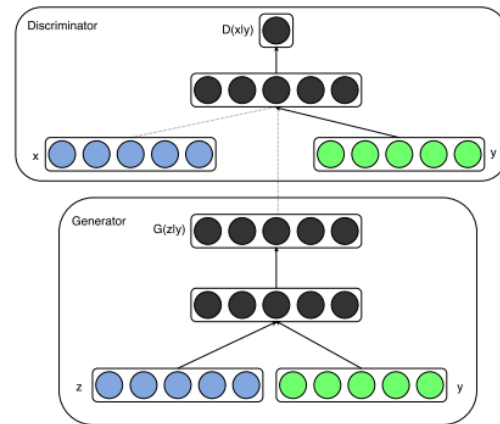 Discriminator
D(x|y)
x
y
Generator
G(z|y)
z
y